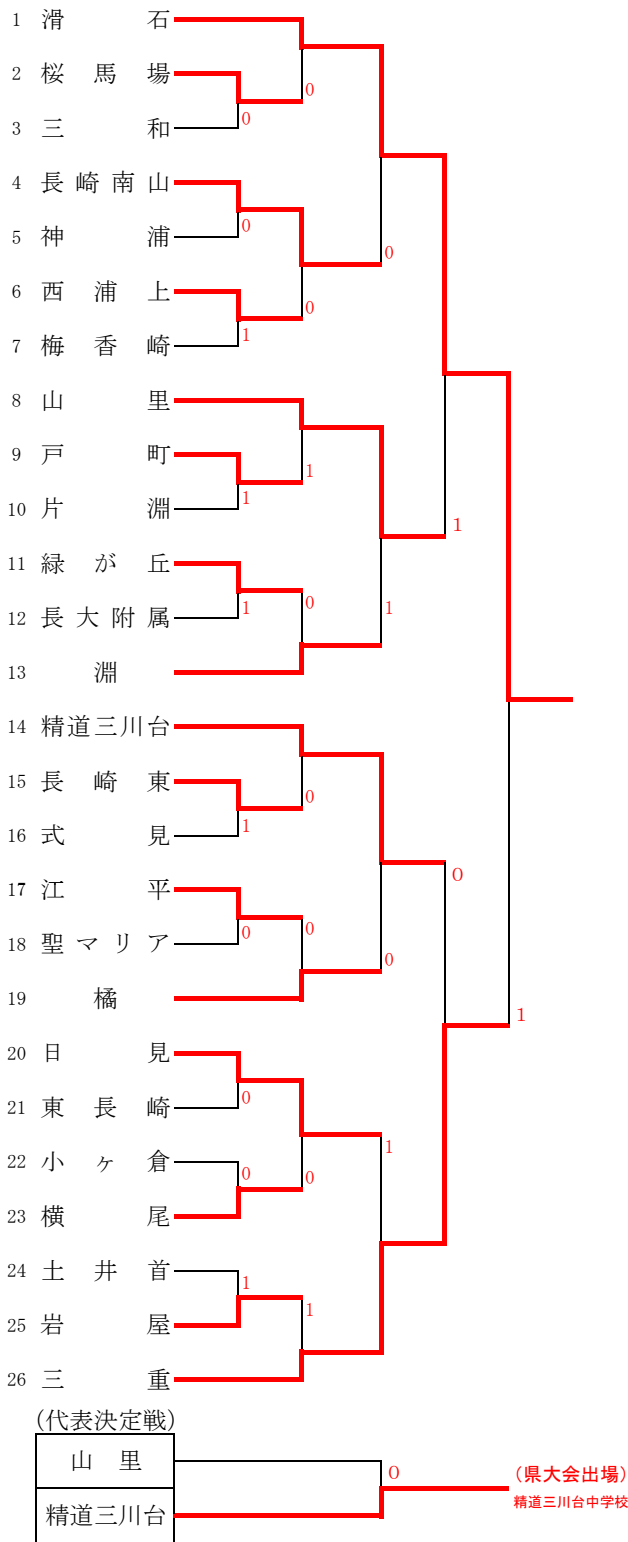 1 滑石
0
2 桜馬場
0
3 三和
4 長崎南山
0
5 神浦
0
6 西浦上
0
1
7 梅香崎
8 山里
9 戸町
1
1
10 片淵
1
11 緑が丘
0
1
1
12 長大附属
13 淵
14 精道三川台
15 長崎東
0
1
16 式見
0
17 江平
0
0
18 聖マリア
0
19 橘
1
20 日見
0
21 東長崎
1
22 小ヶ倉
0
0
23 横尾
24 土井首
1
1
25 岩屋
26 三重
(代表決定戦)
山里
0
(県大会出場)
精道三川台中学校
精道三川台